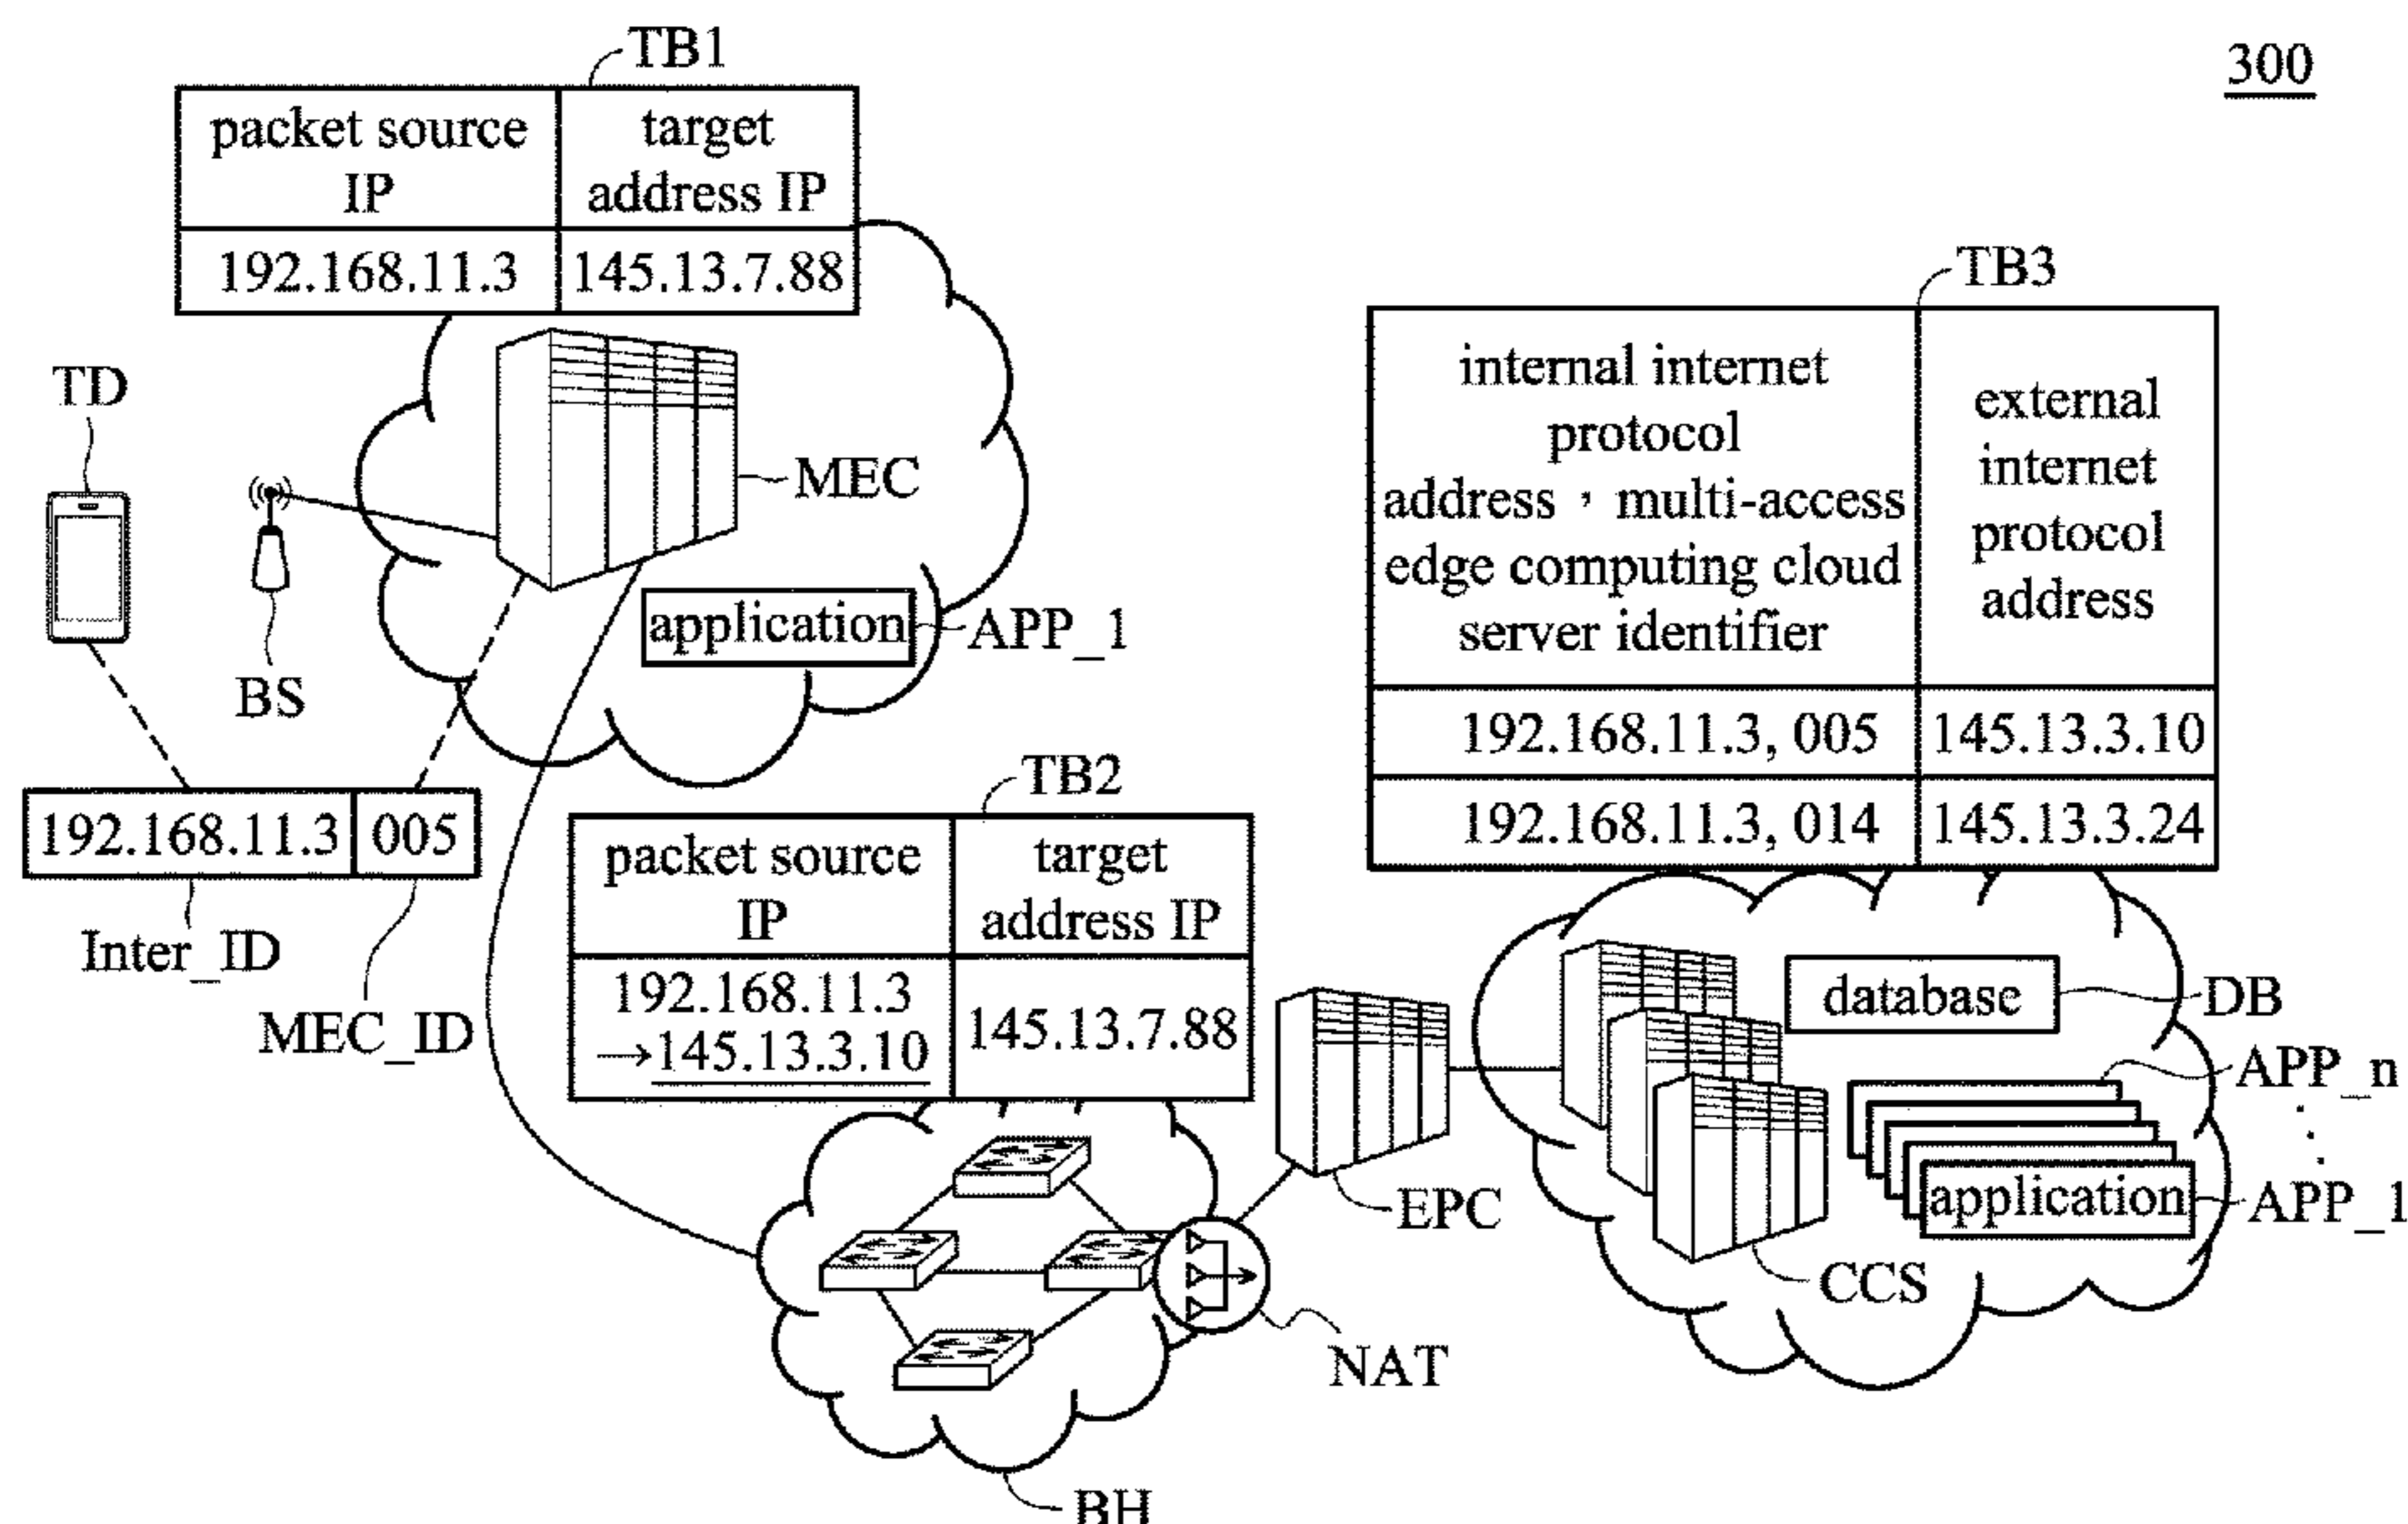 300
TB1
packet source
IP
target
address IP
192.168.11.3
145.13.7.88
TD
BS
MEC
application
APP_1
192.168.11.3
005
Inter_ID
MEC_ID
TB2
packet source
IP
target
address IP
192.168.11.3
→145.13.3.10
145.13.7.88
BH
NAT
EPC
TB3
internal internet
protocol
address,multi-access
edge computing cloud
server identifier
external
internet
protocol
address
192.168.11.3, 005
145.13.3.10
192.168.11.3, 014
145.13.3.24
database
DB
APP_n
application
APP_1
CCS